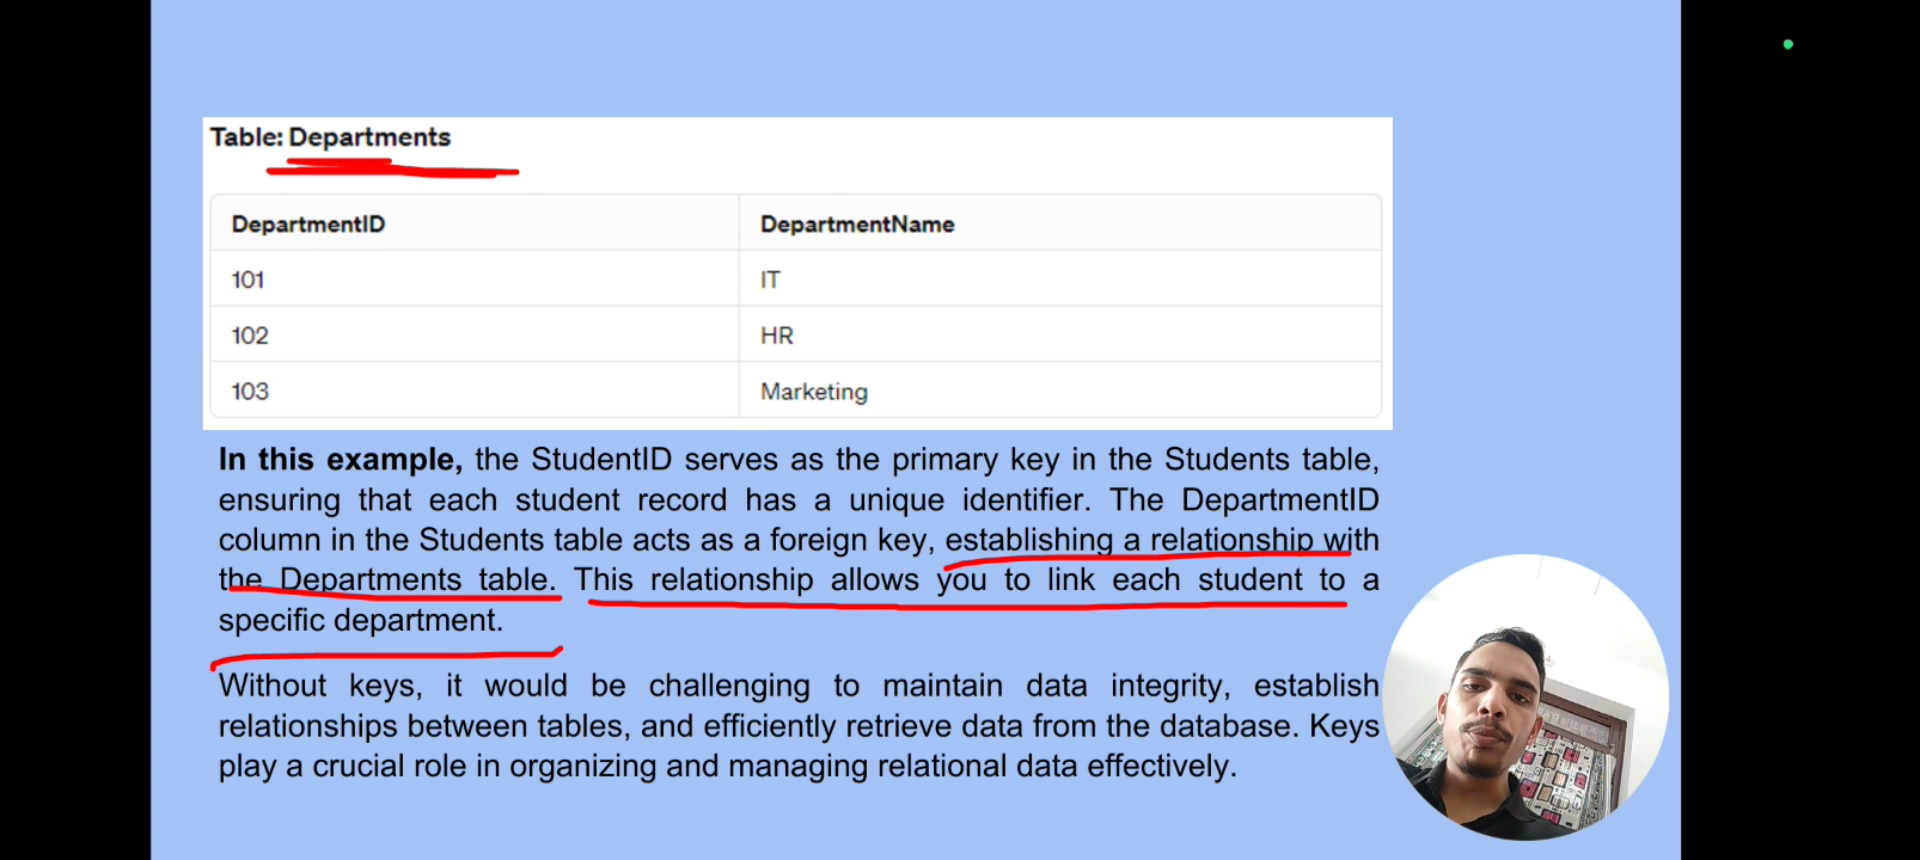 Table: Departments
DepartmentID DepartmentName
101 IT
102 HR
103 Marketing
In this example, the StudentID serves as the primary key in the Students table,
ensuring that each student record has a unique identifier. The DepartmentID
column in the Students table acts as a foreign key, establishing a relationship with
the Departments table. This relationship allows you to link each student to a
specific department.
Without keys, it would be challenging to maintain data integrity, establish
relationships between tables, and efficiently retrieve data from the database. Keys
play a crucial role in organizing and managing relational data effectively.